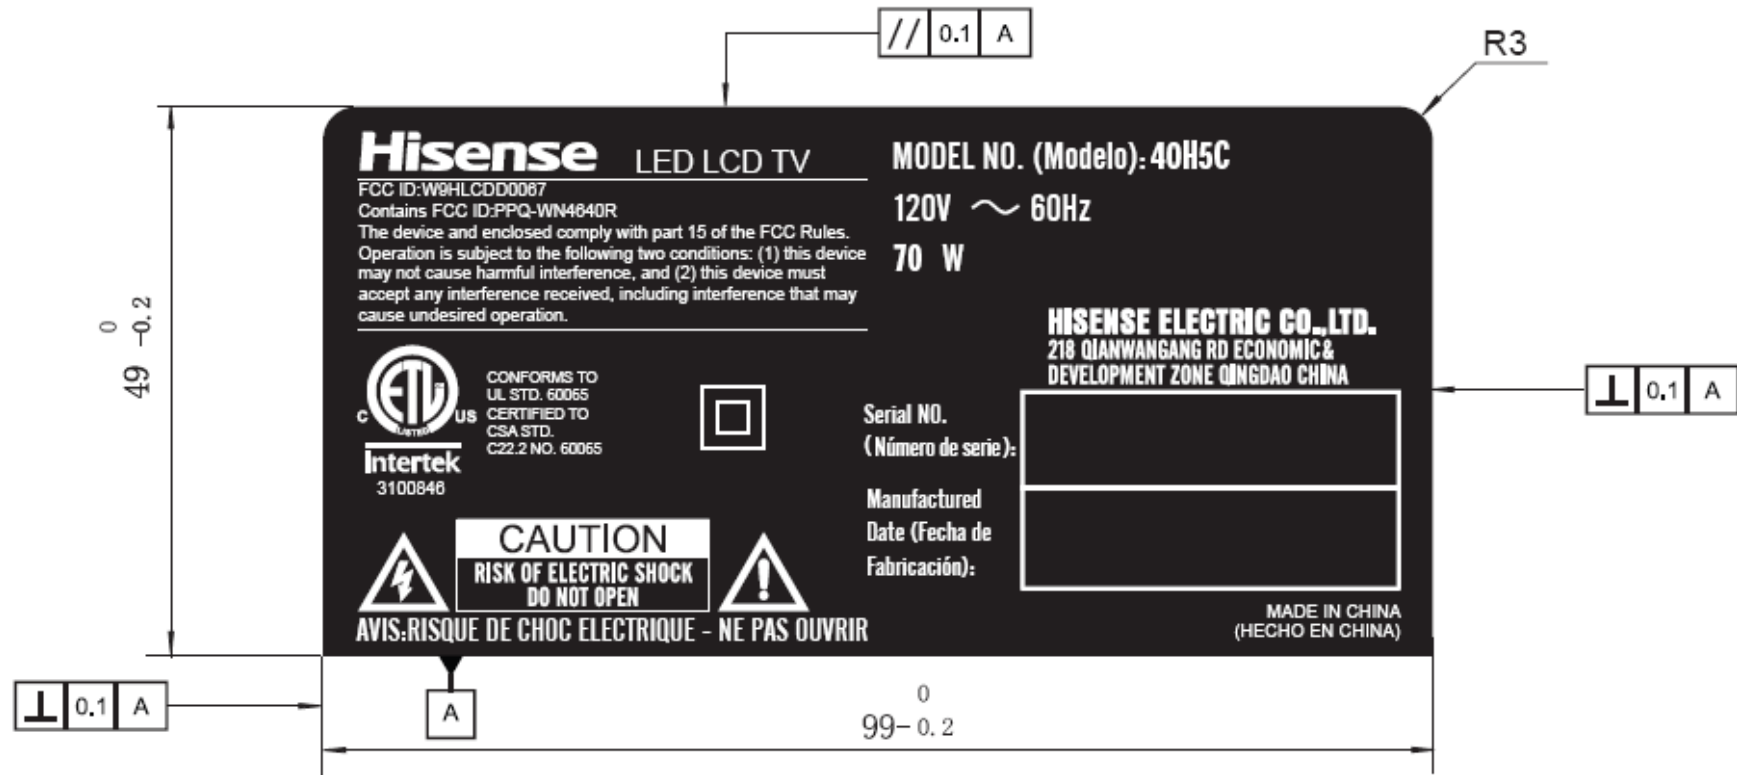 // 0.1 A
R3
Hisense LED LCD TV
FCC ID:W9HLCDD0067
Contains FCC ID:PPQ-WN4640R
The device and enclosed comply with part 15 of the FCC Rules.
Operation is subject to the following two conditions: (1) this device
may not cause harmful interference, and (2) this device must
accept any interference received, including interference that may
cause undesired operation.
MODEL NO. (Modelo): 40H5C
120V ～ 60Hz
70 W
HISENSE ELECTRIC CO.,LTD.
218 QIANWANGANG RD ECONOMIC&
DEVELOPMENT ZONE QINGDAO CHINA
0
49 -0.2
C ETL US
LISTED
Intertek
3100846
CONFORMS TO
UL STD. 60065
CERTIFIED TO
CSA STD.
C22.2 NO. 60065
Serial NO.
(Número de serie):
Manufactured
Date (Fecha de
Fabricación):
⊥ 0.1 A
CAUTION
RISK OF ELECTRIC SHOCK
DO NOT OPEN
AVIS:RISQUE DE CHOC ELECTRIQUE - NE PAS OUVRIR
MADE IN CHINA
(HECHO EN CHINA)
⊥ 0.1 A
A
0
99-0.2